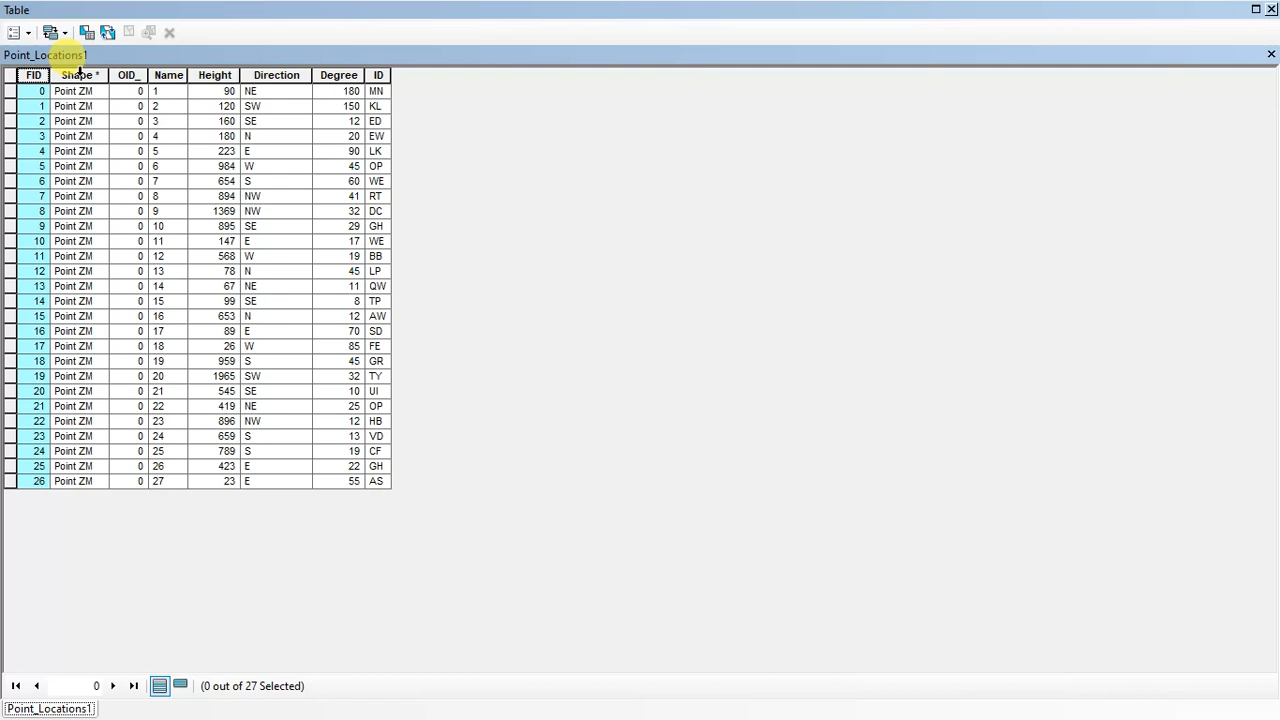 Table
Point_Locations1
FID Shape * OID_ Name Height Direction Degree ID
0 Point ZM 0 1 90 NE 180 MN
1 Point ZM 0 2 120 SW 150 KL
2 Point ZM 0 3 160 SE 12 ED
3 Point ZM 0 4 180 N 20 EW
4 Point ZM 0 5 223 E 90 LK
5 Point ZM 0 6 984 W 45 OP
6 Point ZM 0 7 654 S 60 WE
7 Point ZM 0 8 894 NW 41 RT
8 Point ZM 0 9 1369 NW 32 DC
9 Point ZM 0 10 895 SE 29 GH
10 Point ZM 0 11 147 E 17 WE
11 Point ZM 0 12 568 W 19 BB
12 Point ZM 0 13 78 N 45 LP
13 Point ZM 0 14 67 NE 11 QW
14 Point ZM 0 15 99 SE 8 TP
15 Point ZM 0 16 653 N 12 AW
16 Point ZM 0 17 89 E 70 SD
17 Point ZM 0 18 26 W 85 FE
18 Point ZM 0 19 959 S 45 GR
19 Point ZM 0 20 1965 SW 32 TY
20 Point ZM 0 21 545 SE 10 UI
21 Point ZM 0 22 419 NE 25 OP
22 Point ZM 0 23 896 NW 12 HB
23 Point ZM 0 24 659 S 13 VD
24 Point ZM 0 25 789 S 19 CF
25 Point ZM 0 26 423 E 22 GH
26 Point ZM 0 27 23 E 55 AS
0 (0 out of 27 Selected)
Point_Locations1